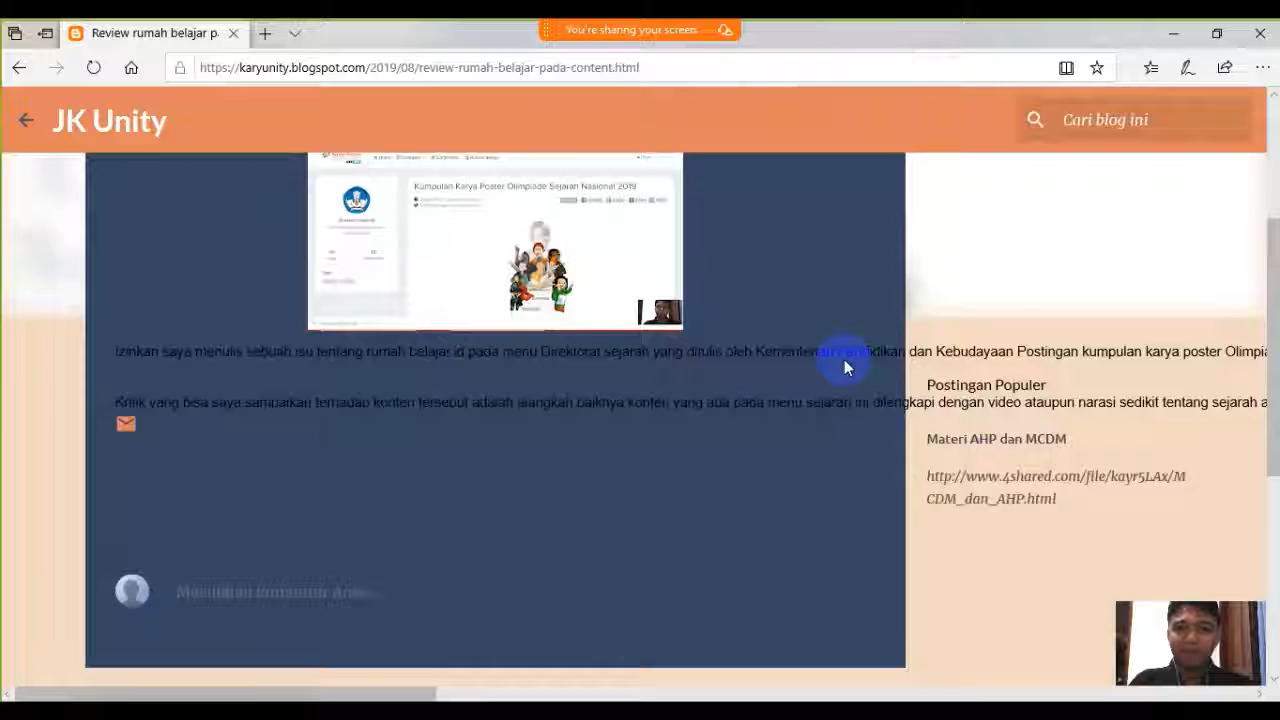 You're sharing your screen.
Review rumah belajar p
https://karyunity.blogspot.com/2019/08/review-rumah-belajar-pada-content.html
JK Unity
Cari blog ini
Kumpulan Karya Poster Olimpiade Sejarah Nasional 2019
Izinkan saya menulis sebuah isu tentang rumah belajar.id pada menu Direktorat sejarah yang ditulis oleh Kementerian Pendidikan dan Kebudayaan Postingan kumpulan karya poster Olimpia
Postingan Populer
Kritik yang bisa saya sampaikan terhadap konten tersebut adalah alangkah baiknya konten yang ada pada menu sejarah ini dilengkapi dengan video ataupun narasi sedikit tentang sejarah a
Materi AHP dan MCDM
http://www.4shared.com/file/kayr5LAx/M
CDM_dan_AHP.html
Masukkan komentar Anda...